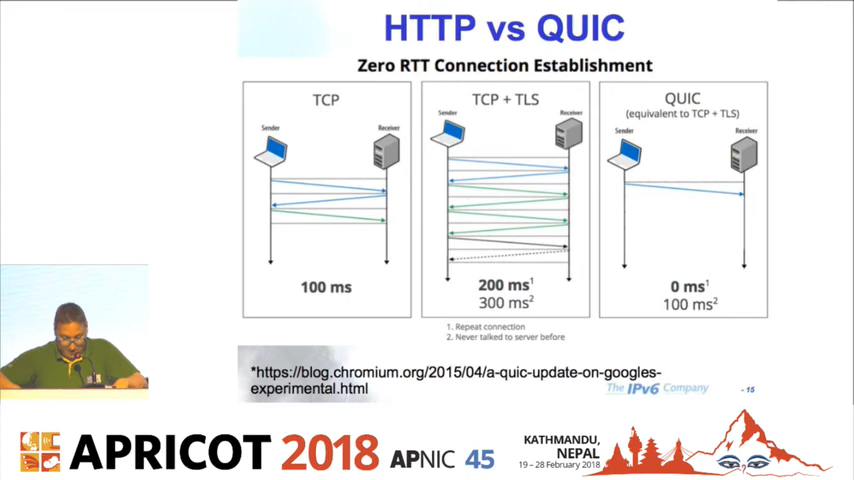 HTTP vs QUIC
Zero RTT Connection Establishment
TCP
Sender
Receiver
100 ms
TCP + TLS
Sender
Receiver
200 ms1
300 ms2
QUIC
(equivalent to TCP + TLS)
Sender
Receiver
0 ms1
100 ms2
1. Repeat connection
2. Never talked to server before
*https://blog.chromium.org/2015/04/a-quic-update-on-googles-
experimental.html
The IPv6 Company
- 15
APRICOT 2018
APNIC 45
KATHMANDU,
NEPAL
19 – 28 February 2018